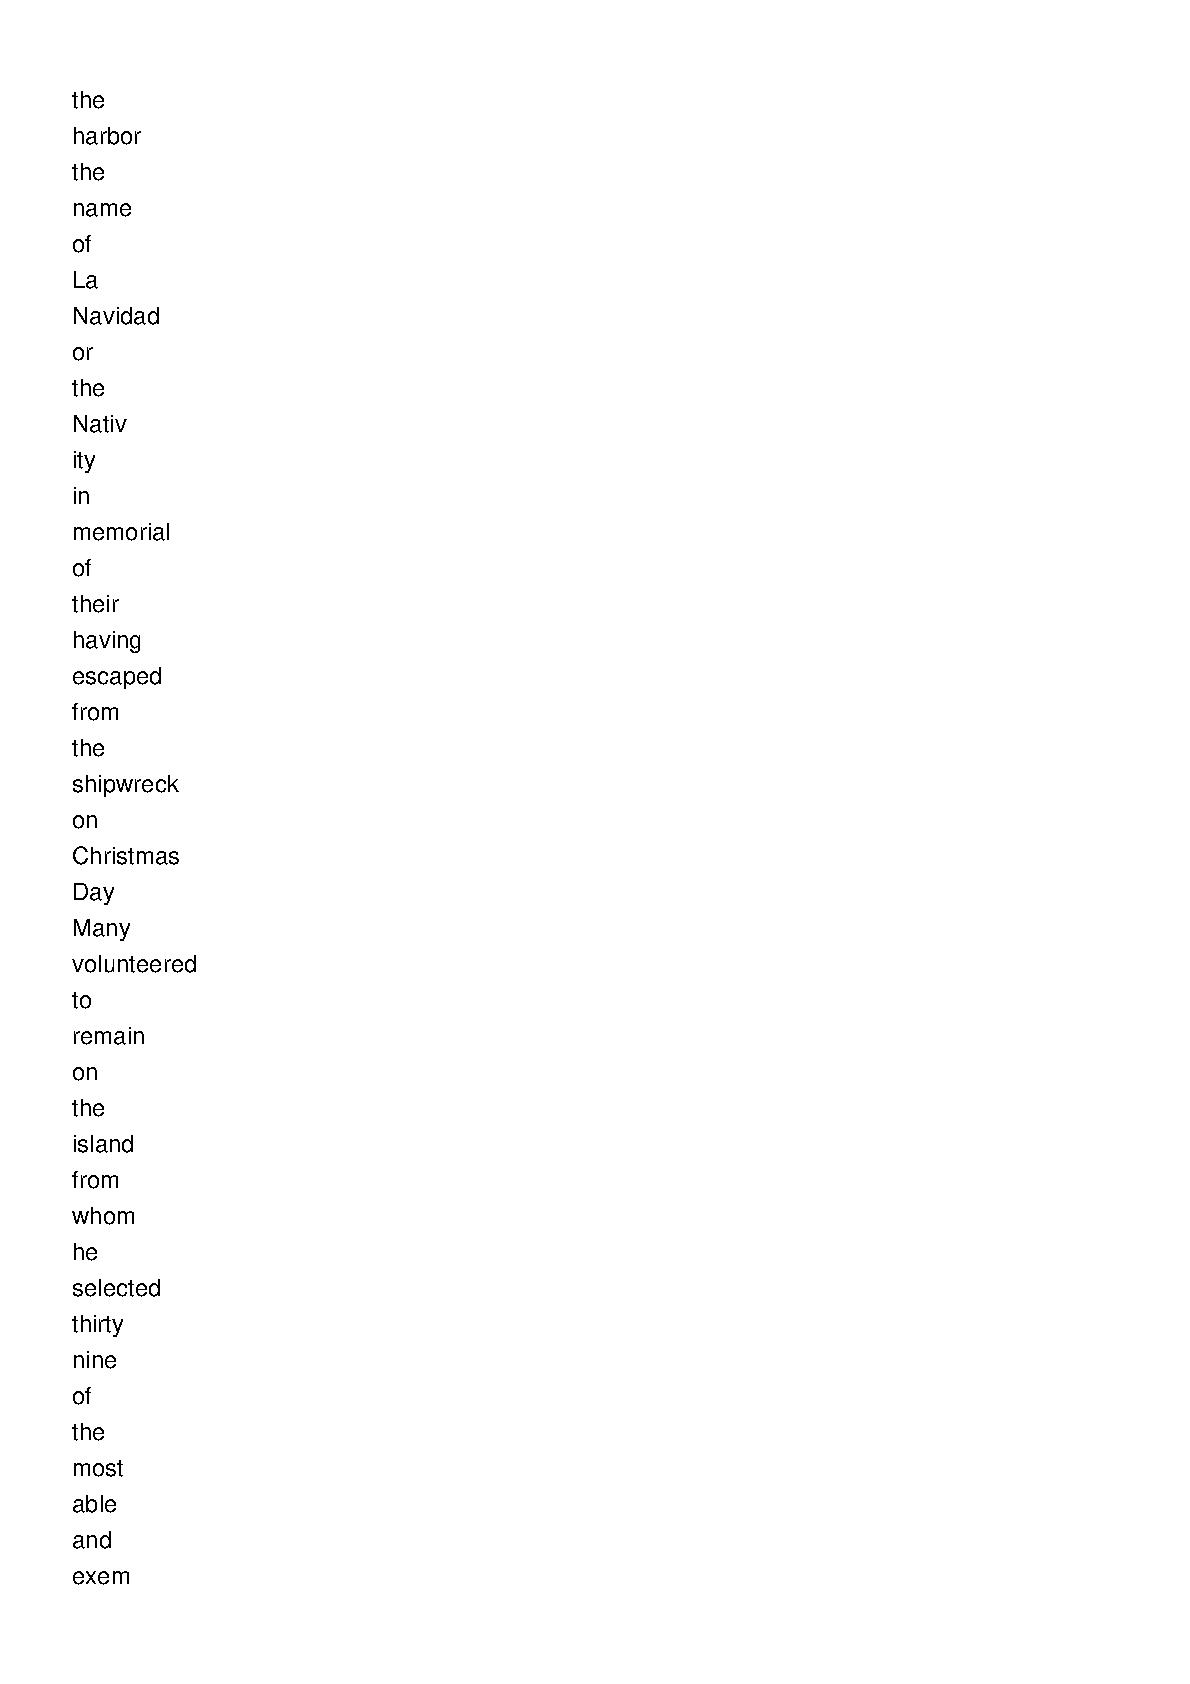 the
harbor
the
name
of
La
Navidad
or
the
Nativ
ity
in
memorial
of
their
having
escaped
from
the
shipwreck
on
Christmas
Day
Many
volunteered
to
remain
on
the
island
from
whom
he
selected
thirty
nine
of
the
most
able
and
exem